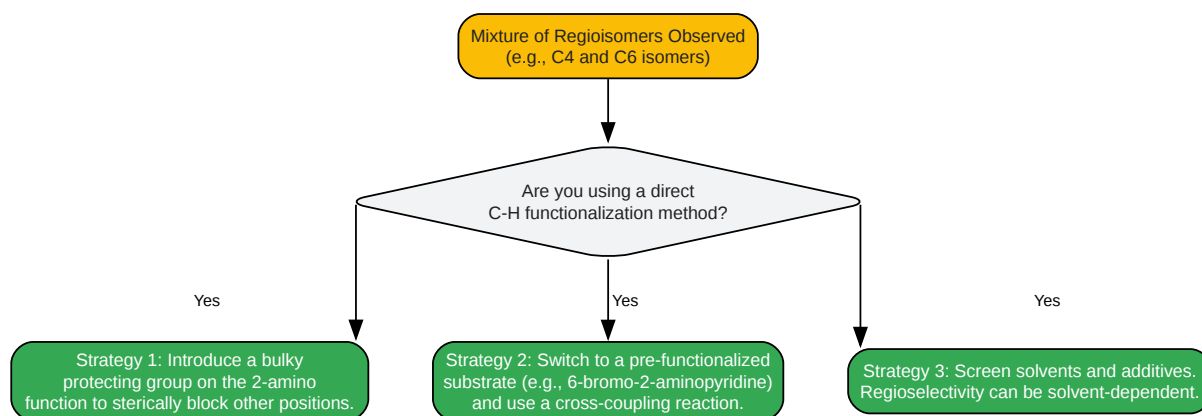 Mixture of Regioisomers Observed
(e.g., C4 and C6 isomers)
Are you using a direct
C-H functionalization method?
Yes
Yes
Yes
Strategy 1: Introduce a bulky
protecting group on the 2-amino
function to sterically block other positions.
Strategy 2: Switch to a pre-functionalized
substrate (e.g., 6-bromo-2-aminopyridine)
and use a cross-coupling reaction.
Strategy 3: Screen solvents and additives.
Regioselectivity can be solvent-dependent.